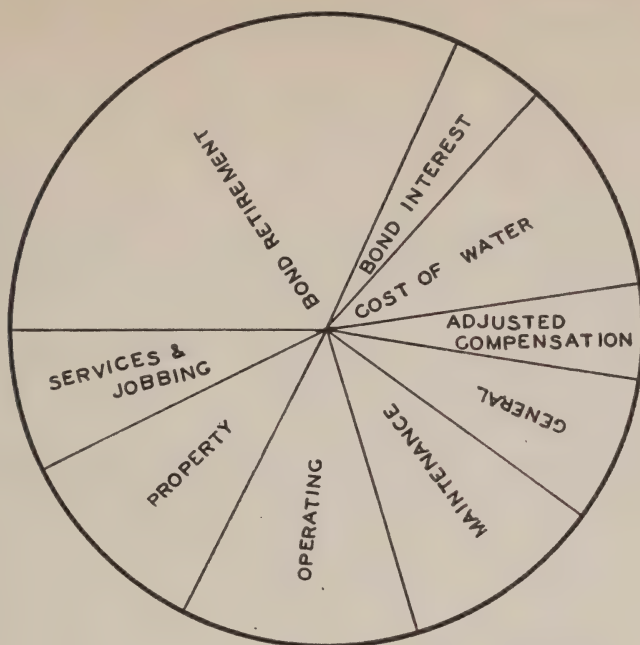 BOND RETIREMENT
BOND INTEREST
COST OF WATER
ADJUSTED
COMPENSATION
GENERAL
MAINTENANCE
OPERATING
PROPERTY
SERVICES &
JOBBING